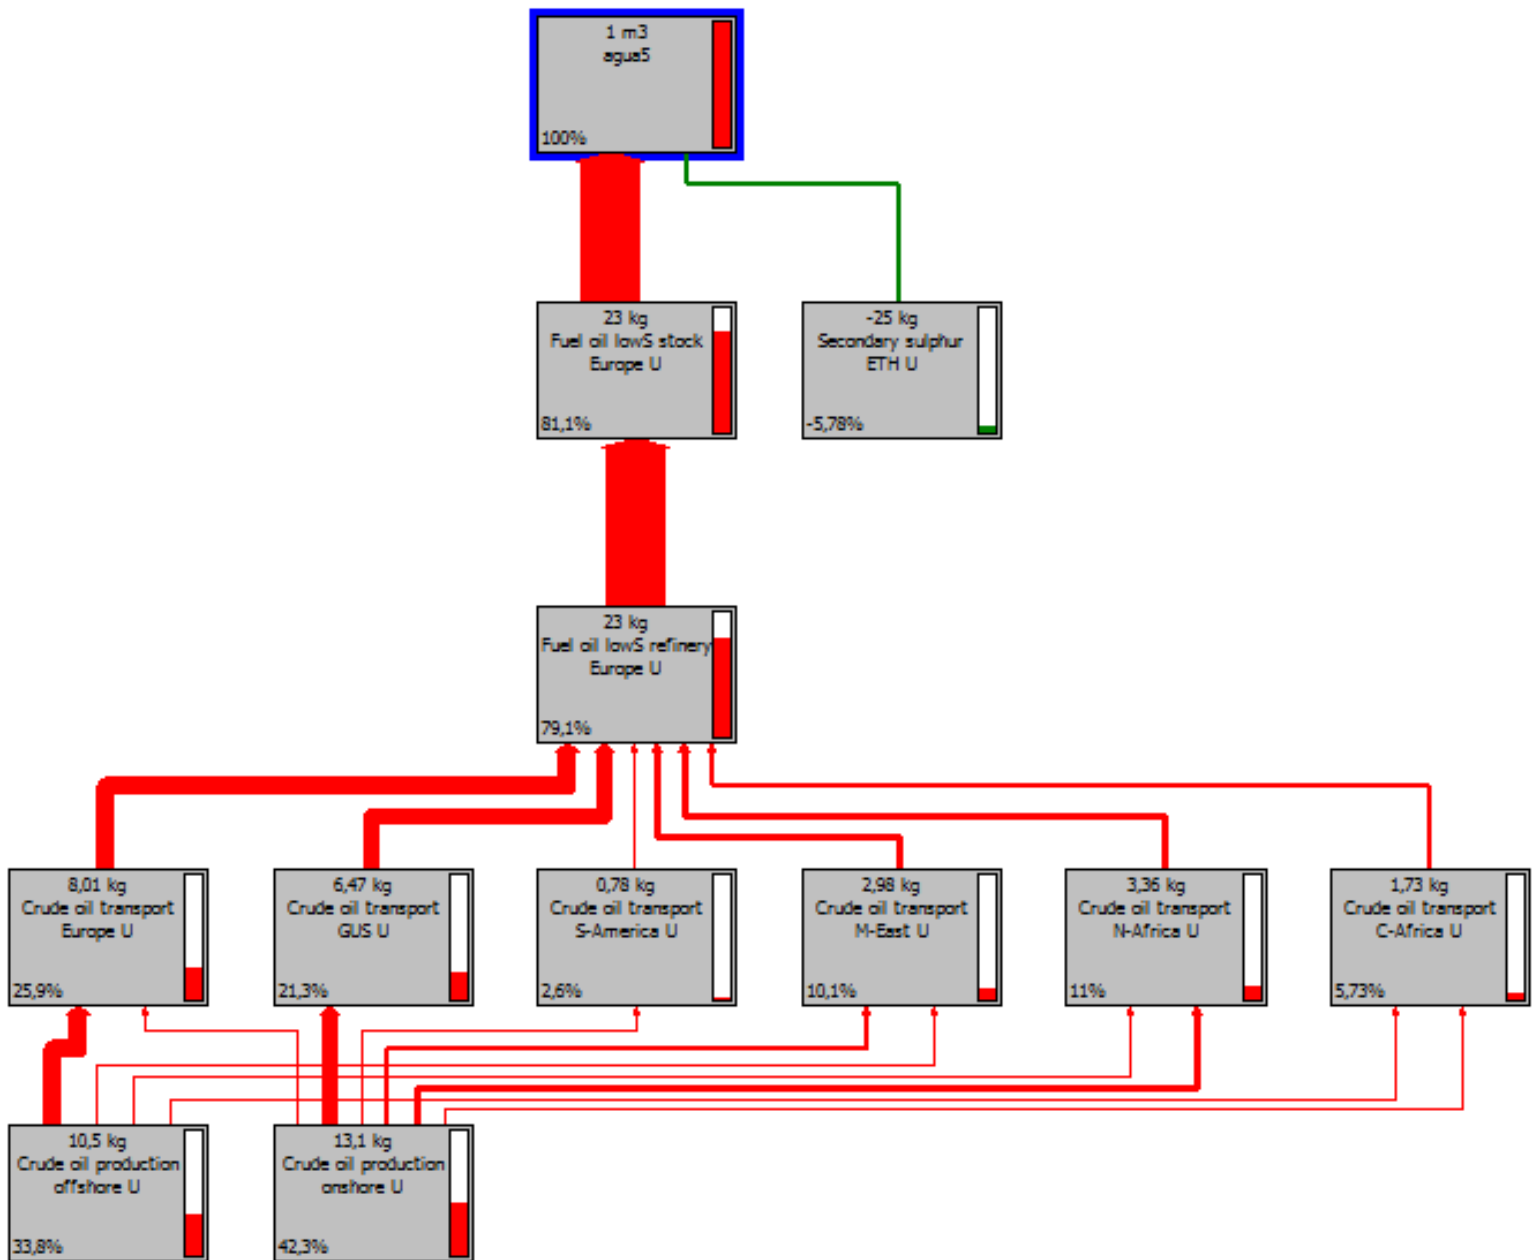 1 m3
agua5
100%
23 kg
Fuel oil lowS stock
Europe U
81,1%
-25 kg
Secondary sulphur
ETH U
-5,78%
23 kg
Fuel oil lowS refinery
Europe U
79,1%
8,01 kg
Crude oil transport
Europe U
25,9%
6,47 kg
Crude oil transport
GUS U
21,3%
0,78 kg
Crude oil transport
S-America U
2,6%
2,98 kg
Crude oil transport
M-East U
10,1%
3,36 kg
Crude oil transport
N-Africa U
11%
1,73 kg
Crude oil transport
C-Africa U
5,73%
10,5 kg
Crude oil production
offshore U
33,8%
13,1 kg
Crude oil production
onshore U
42,3%